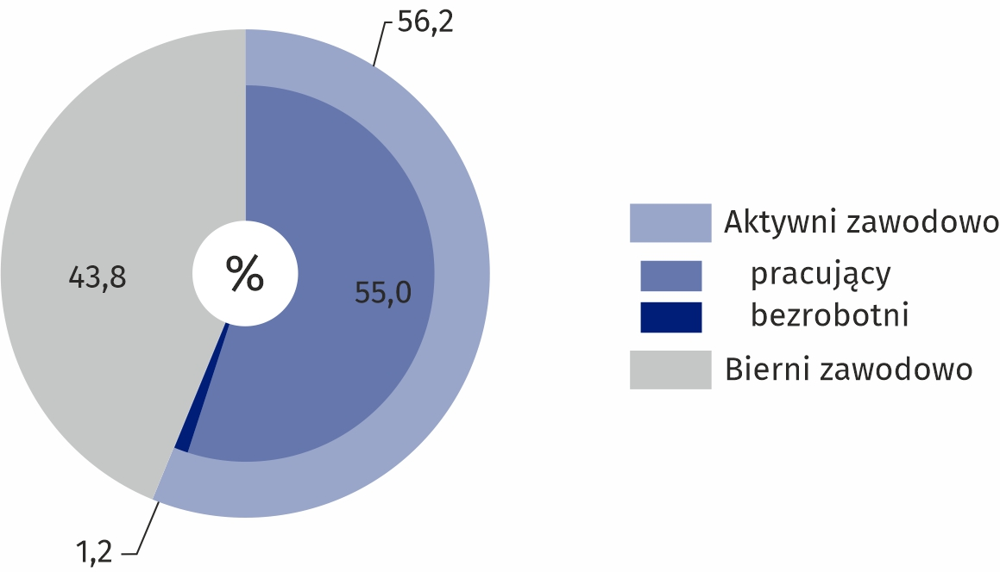 56,2
43,8
%
55,0
1,2
Aktywni zawodowo
pracujący
bezrobotni
Bierni zawodowo